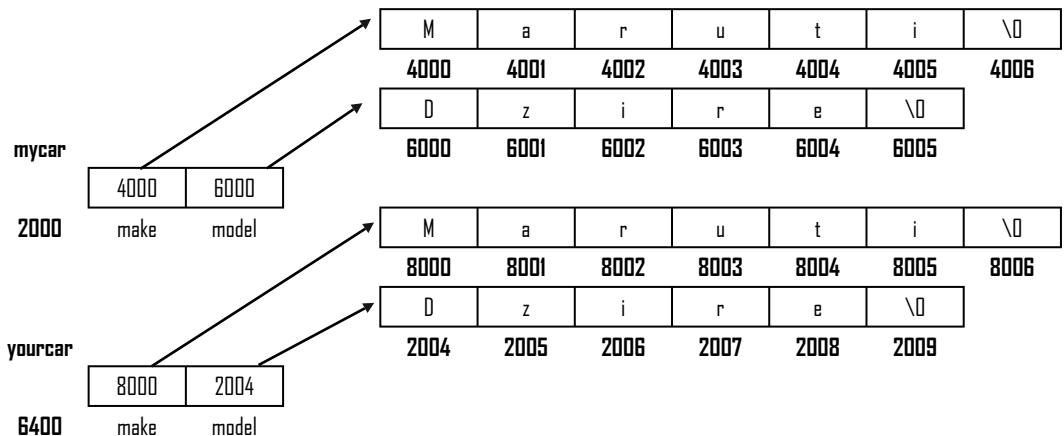 M a r u t i \0
4000 4001 4002 4003 4004 4005 4006
D z i r e \0
6000 6001 6002 6003 6004 6005
mycar
4000 6000
2000 make model
M a r u t i \0
8000 8001 8002 8003 8004 8005 8006
D z i r e \0
2004 2005 2006 2007 2008 2009
yourcar
8000 2004
6400 make model